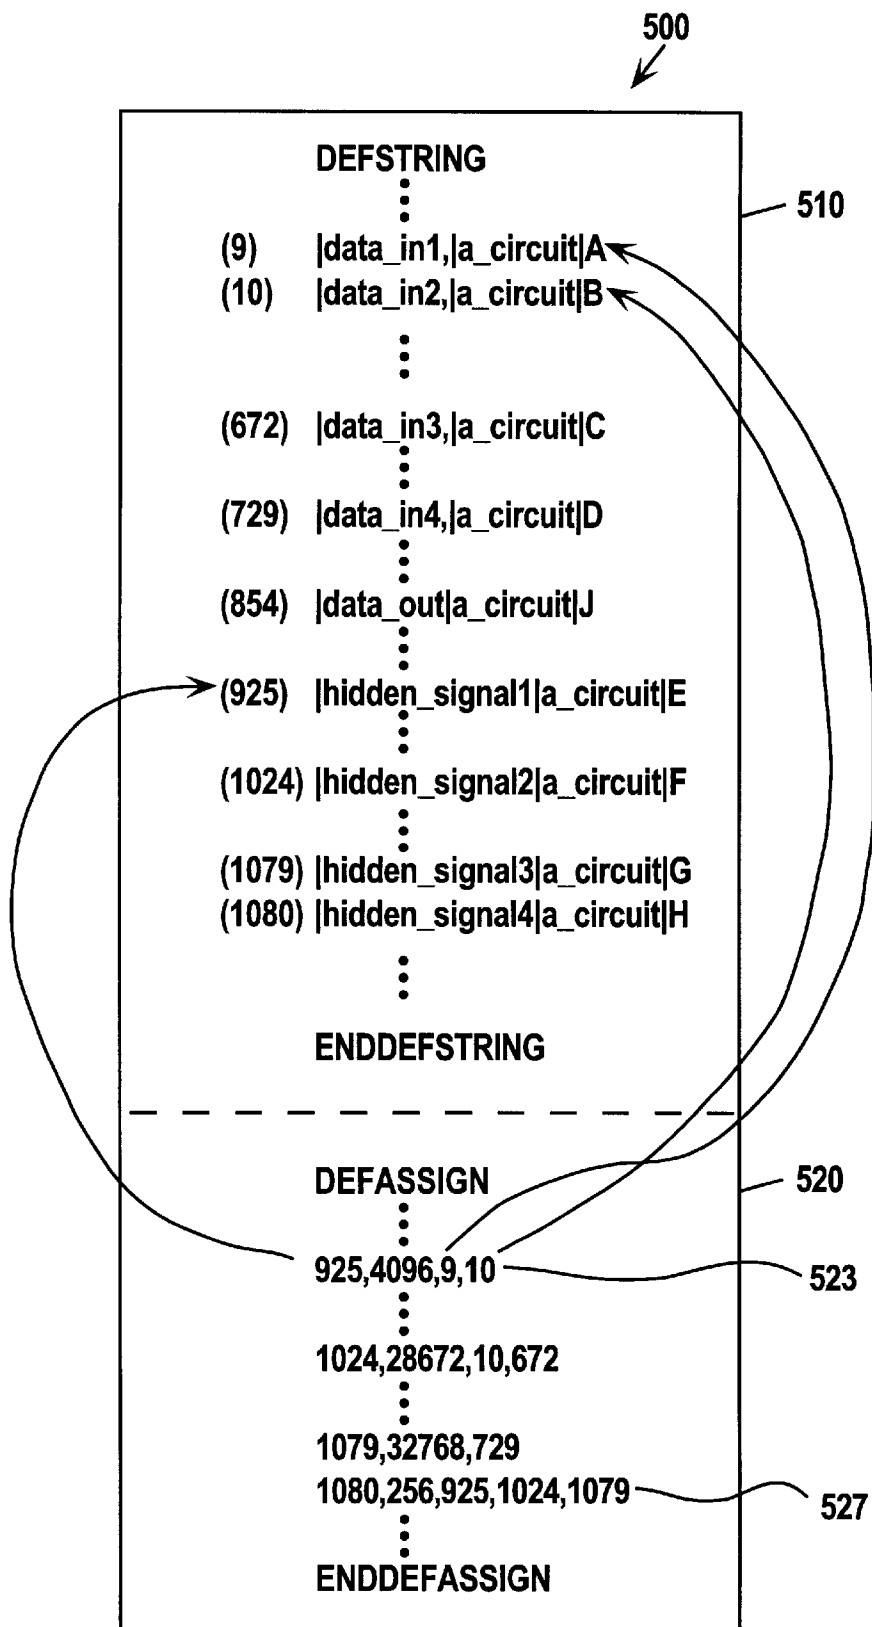 500
DEFSTRING
510
(9) |data_in1,|a_circuit|A
(10) |data_in2,|a_circuit|B
(672) |data_in3,|a_circuit|C
(729) |data_in4,|a_circuit|D
(854) |data_out|a_circuit|J
(925) |hidden_signal1|a_circuit|E
(1024) |hidden_signal2|a_circuit|F
(1079) |hidden_signal3|a_circuit|G
(1080) |hidden_signal4|a_circuit|H
ENDDEFSTRING
DEFASSIGN
520
925,4096,9,10
523
1024,28672,10,672
1079,32768,729
1080,256,925,1024,1079
527
ENDDEFASSIGN